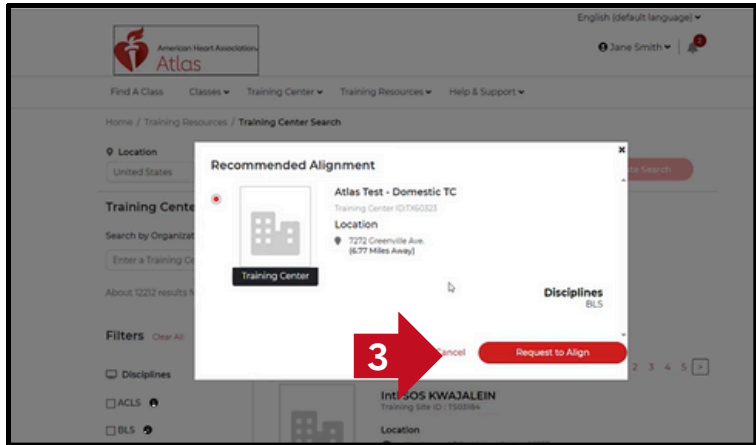 English (default language)
American Heart Association.
Atlas
Jane Smith
2
Find A Class Classes Training Center Training Resources Help & Support
Home / Training Resources / Training Center Search
Location
United States
Search
Recommended Alignment
Atlas Test - Domestic TC
Training Center ID:TX60323
Location
7272 Greenville Ave.
(6.77 Miles Away)
Training Center
Disciplines
BLS
3
Cancel
Request to Align
Training Cente
Search by Organizat
Enter a Training Ce
About 12212 results
Filters Clear All
2 3 4 5 >
Disciplines
ACLS
BLS
Intl SOS KWAJALEIN
Training Site ID : TS03184
Location